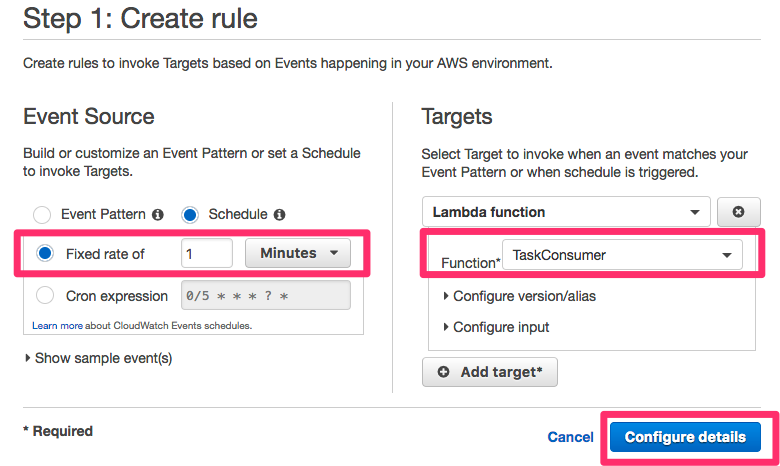 Step 1: Create rule
Create rules to invoke Targets based on Events happening in your AWS environment.
Event Source
Build or customize an Event Pattern or set a Schedule
to invoke Targets.
Event Pattern Schedule
Fixed rate of 1 Minutes
Cron expression 0/5 * * * ? *
Learn more about CloudWatch Events schedules.
Show sample event(s)
Targets
Select Target to invoke when an event matches your
Event Pattern or when schedule is triggered.
Lambda function
Function* TaskConsumer
Configure version/alias
Configure input
Add target*
* Required
Cancel Configure details